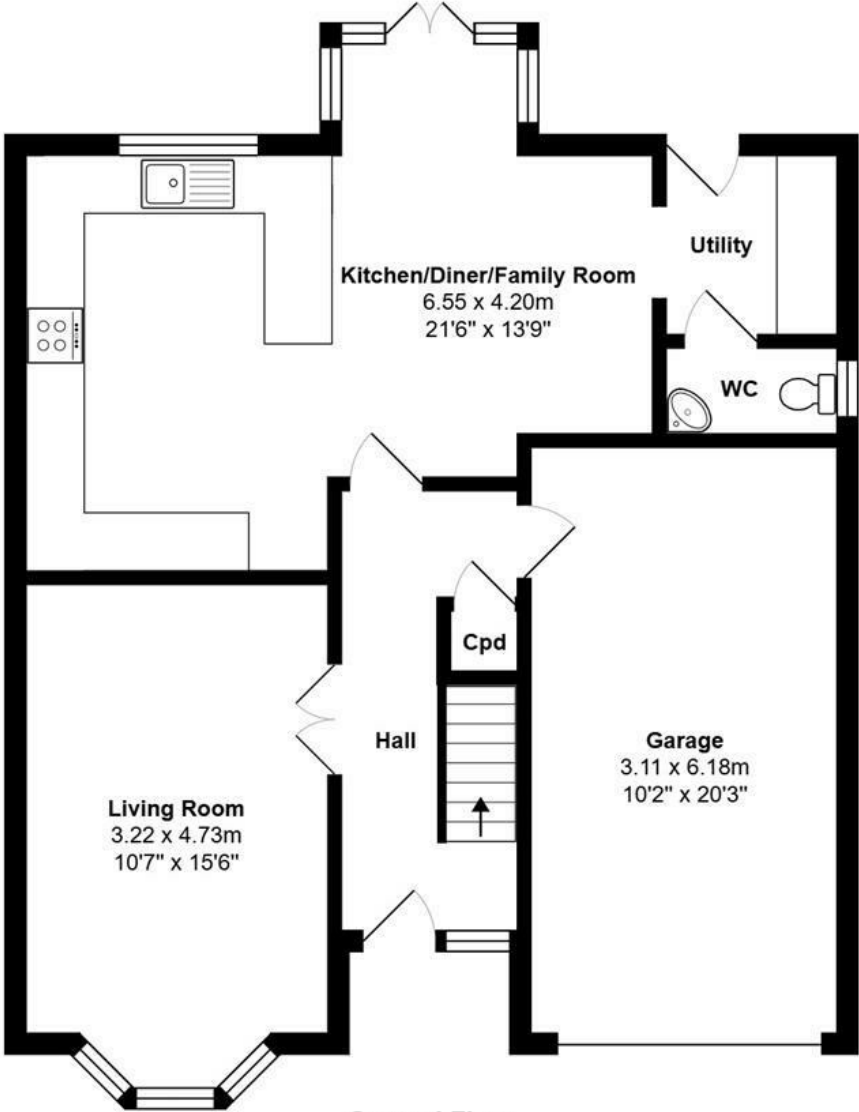 Kitchen/Diner/Family Room
6.55 x 4.20m
21'6" x 13'9"
Utility
WC
Cpd
Hall
Garage
3.11 x 6.18m
10'2" x 20'3"
Living Room
3.22 x 4.73m
10'7" x 15'6"